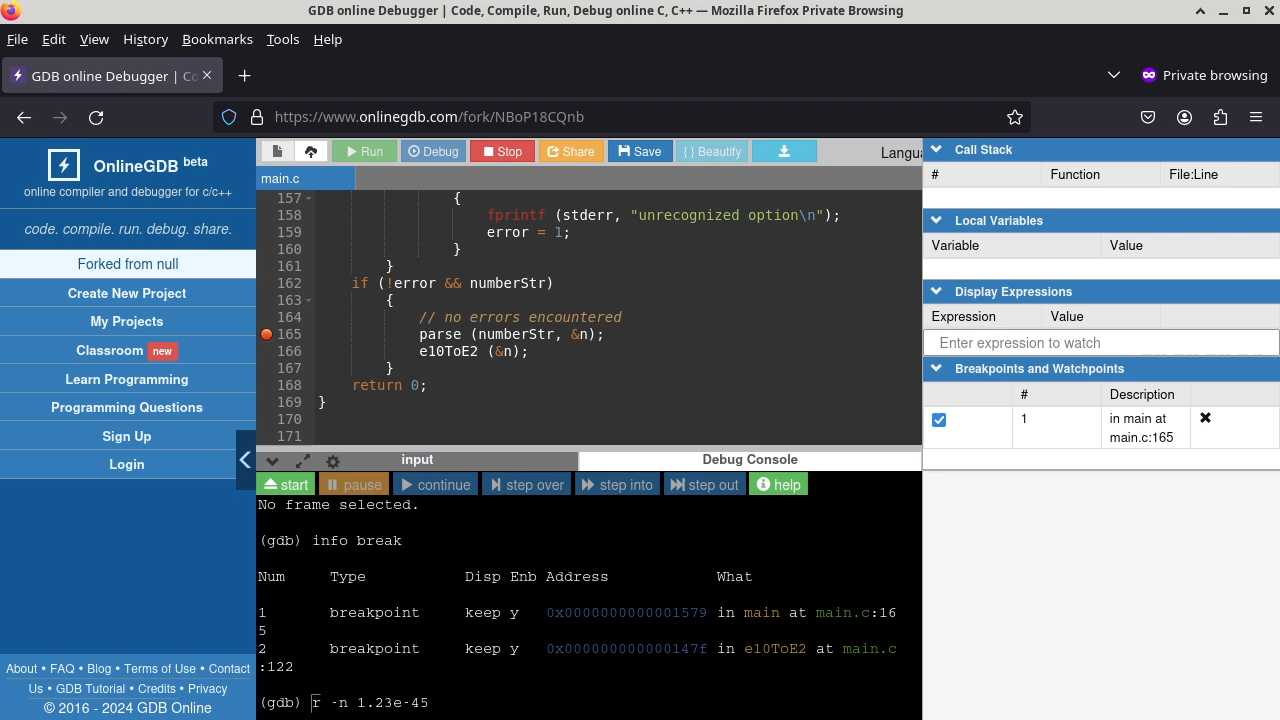 GDB online Debugger | Code, Compile, Run, Debug online C, C++ — Mozilla Firefox Private Browsing
File Edit View History Bookmarks Tools Help
GDB online Debugger | Co
Private browsing
https://www.onlinegdb.com/fork/NBoP18CQnb
OnlineGDB beta
online compiler and debugger for c/c++
code. compile. run. debug. share.
Forked from null
Create New Project
My Projects
Classroom new
Learn Programming
Programming Questions
Sign Up
Login
About • FAQ • Blog • Terms of Use • Contact
Us • GDB Tutorial • Credits • Privacy
© 2016 - 2024 GDB Online
Run Debug Stop Share Save { } Beautify Langua
main.c
157 {
158 fprintf (stderr, "unrecognized option\n");
159 error = 1;
160 }
161 }
162 if (!error && numberStr)
163 {
164 // no errors encountered
165 parse (numberStr, &n);
166 e10ToE2 (&n);
167 }
168 return 0;
169 }
170
171
input Debug Console
start pause continue step over step into step out help
No frame selected.
(gdb) info break
Num Type Disp Enb Address What
1 breakpoint keep y 0x0000000000001579 in main at main.c:16
5
2 breakpoint keep y 0x000000000000147f in e10ToE2 at main.c
:122
(gdb) r -n 1.23e-45
Call Stack
# Function File:Line
Local Variables
Variable Value
Display Expressions
Expression Value
Enter expression to watch
Breakpoints and Watchpoints
# Description
1 in main at
main.c:165